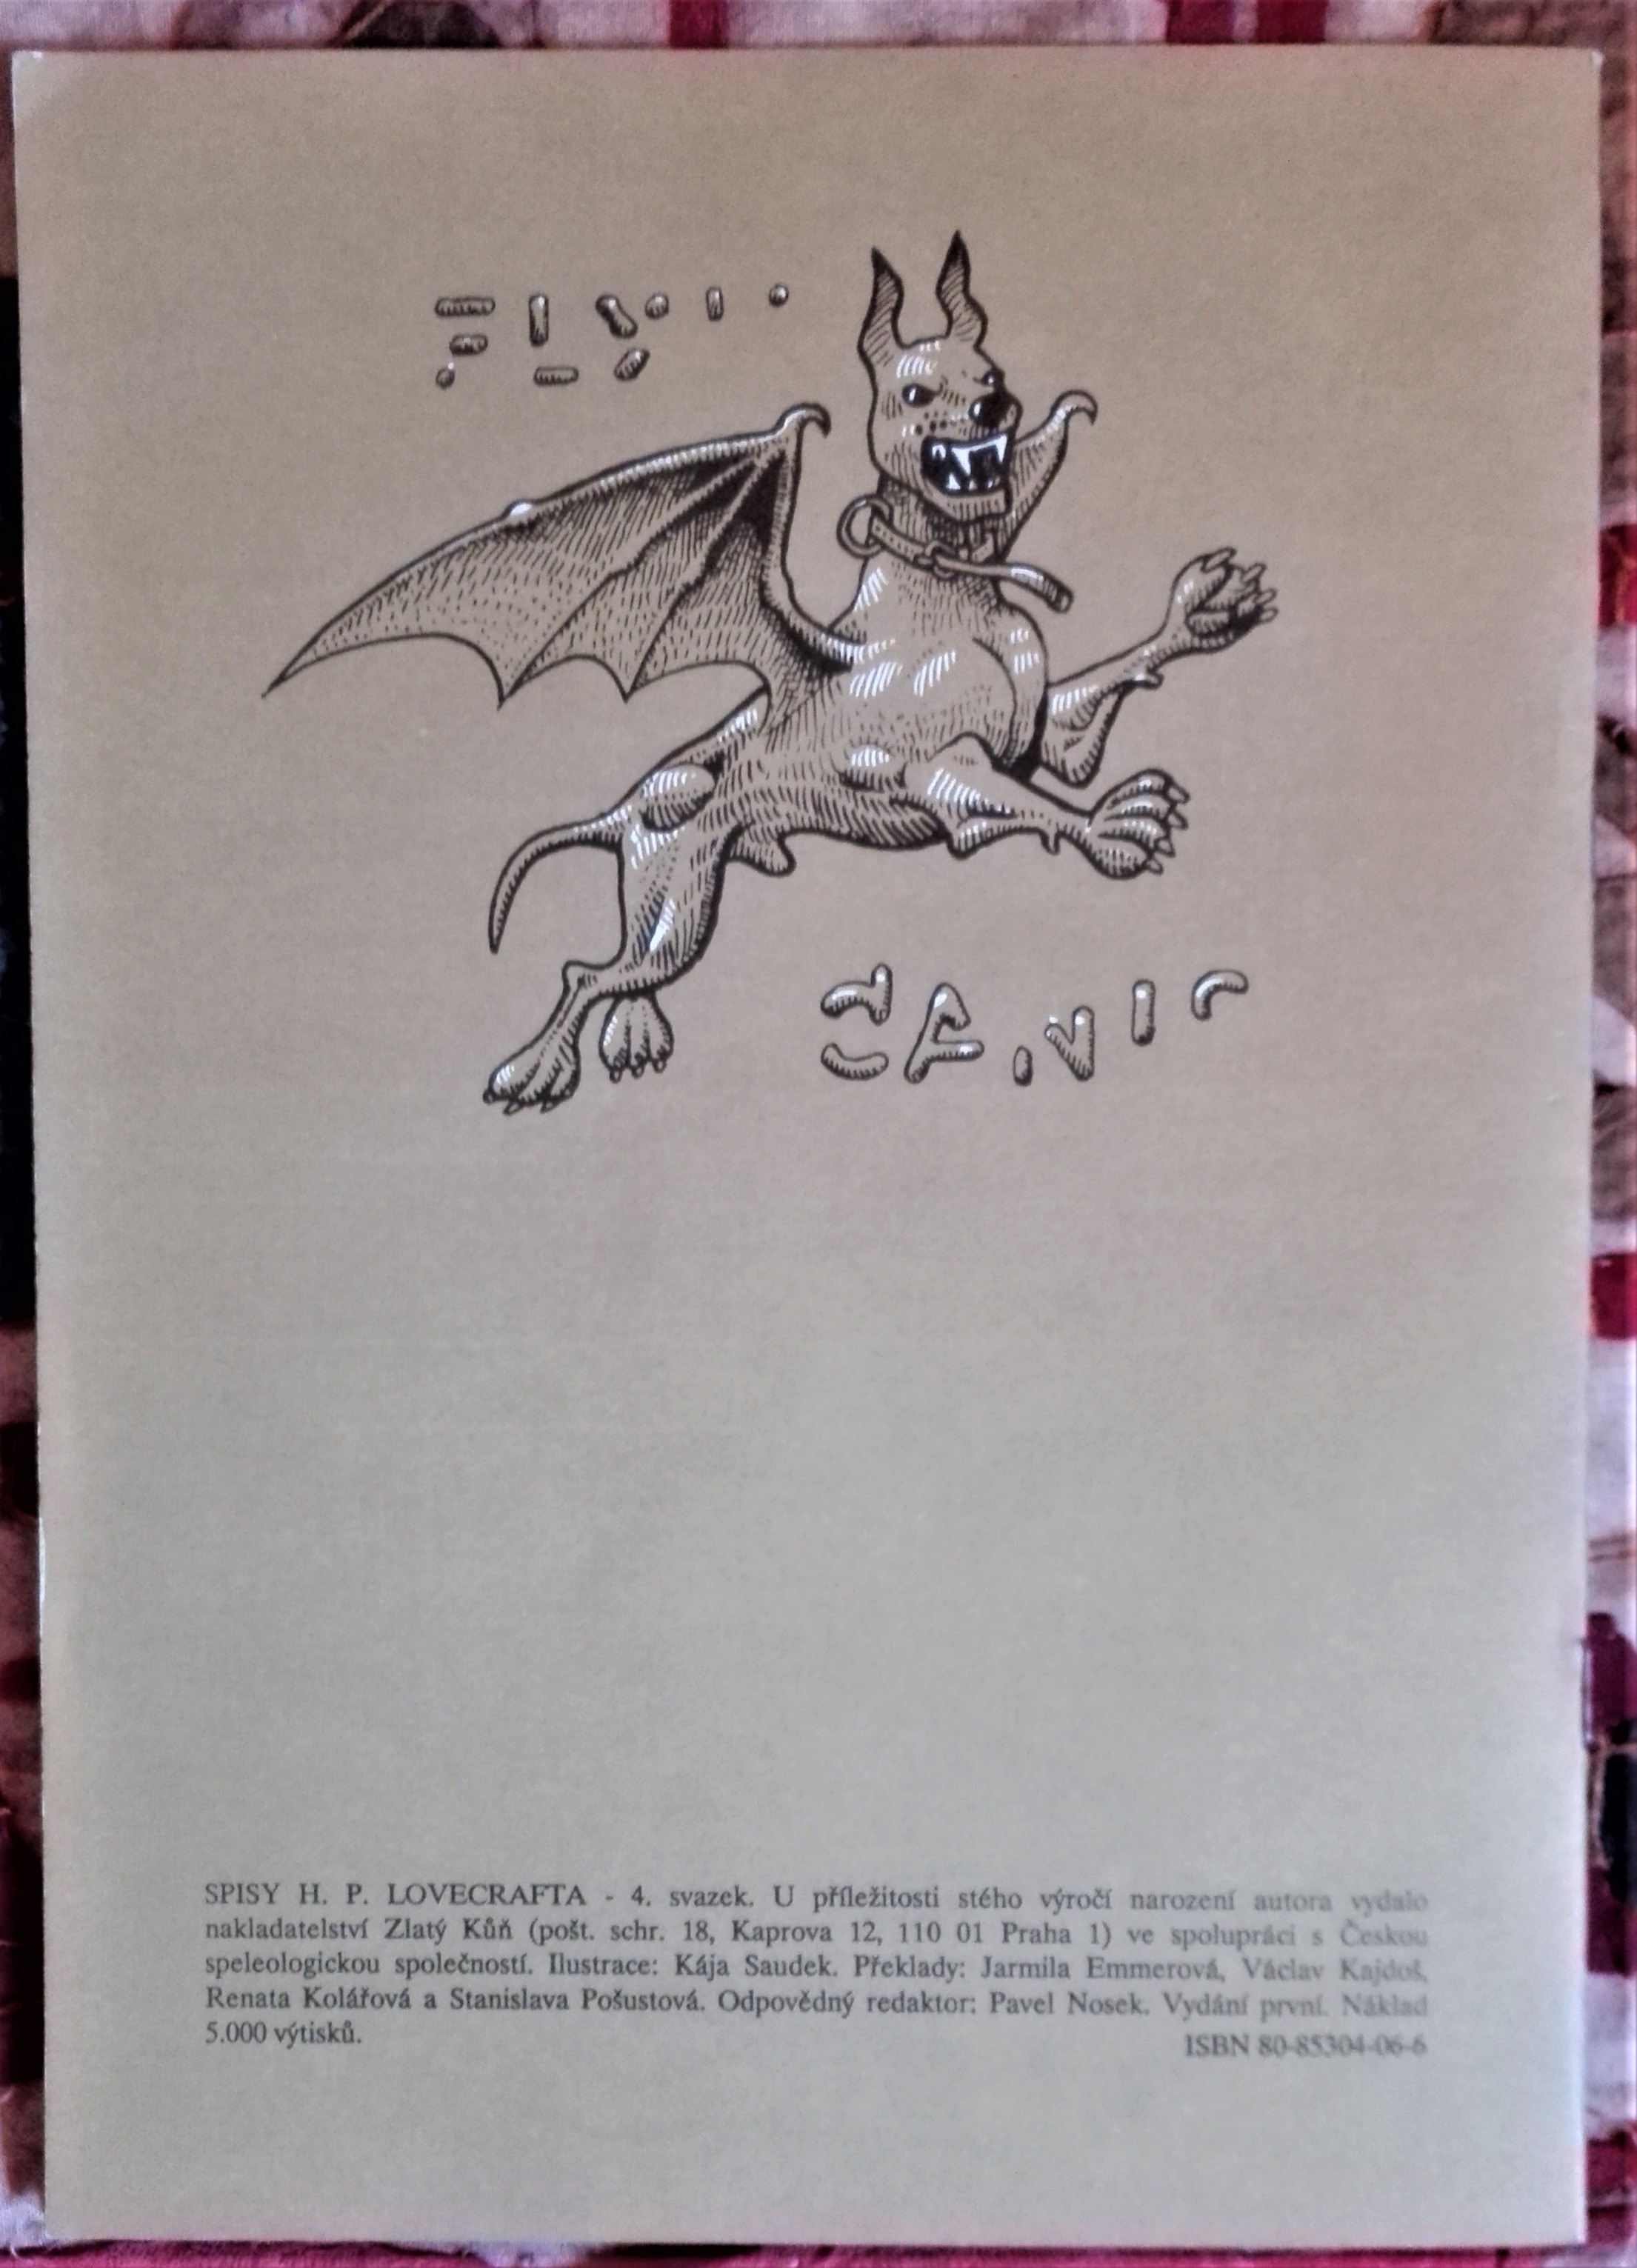 SPISY H. P. LOVECRAFTA - 4. svazek. U příležitosti stého výročí narození autora vydalo
nakladatelství Zlatý Kůň (pošt. schr. 18, Kaprova 12, 110 01 Praha 1) ve spolupráci s Českou
speleologickou společností. Ilustrace: Kája Saudek. Překlady: Jarmila Emmerová, Václav Kajdoš,
Renata Kolářová a Stanislava Pošustová. Odpovědný redaktor: Pavel Nosek. Vydání první. Náklad
5.000 výtisků.
ISBN 80-85304-06-6